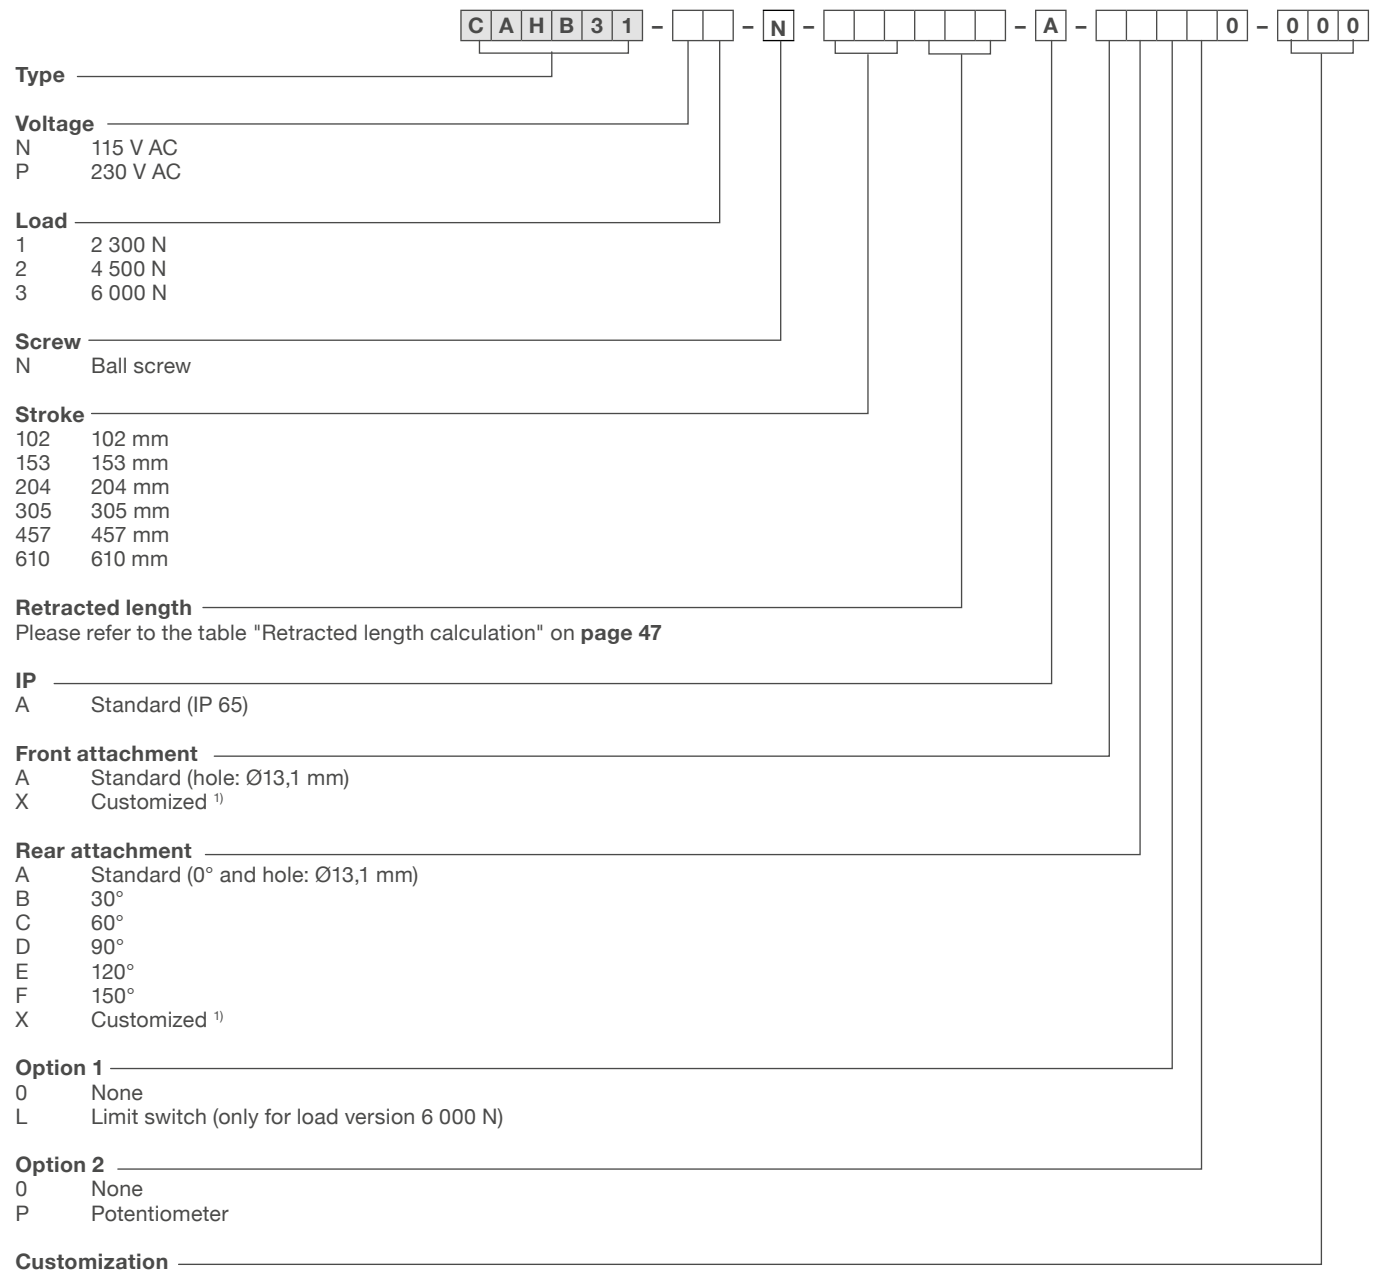 CAHB31 – – N – – A – 0 – 000
Type
Voltage
N 115 V AC
P 230 V AC
Load
1 2 300 N
2 4 500 N
3 6 000 N
Screw
N Ball screw
Stroke
102 102 mm
153 153 mm
204 204 mm
305 305 mm
457 457 mm
610 610 mm
Retracted length
Please refer to the table "Retracted length calculation" on page 47
IP
A Standard (IP 65)
Front attachment
A Standard (hole: Ø13,1 mm)
X Customized 1)
Rear attachment
A Standard (0° and hole: Ø13,1 mm)
B 30°
C 60°
D 90°
E 120°
F 150°
X Customized 1)
Option 1
0 None
L Limit switch (only for load version 6 000 N)
Option 2
0 None
P Potentiometer
Customization